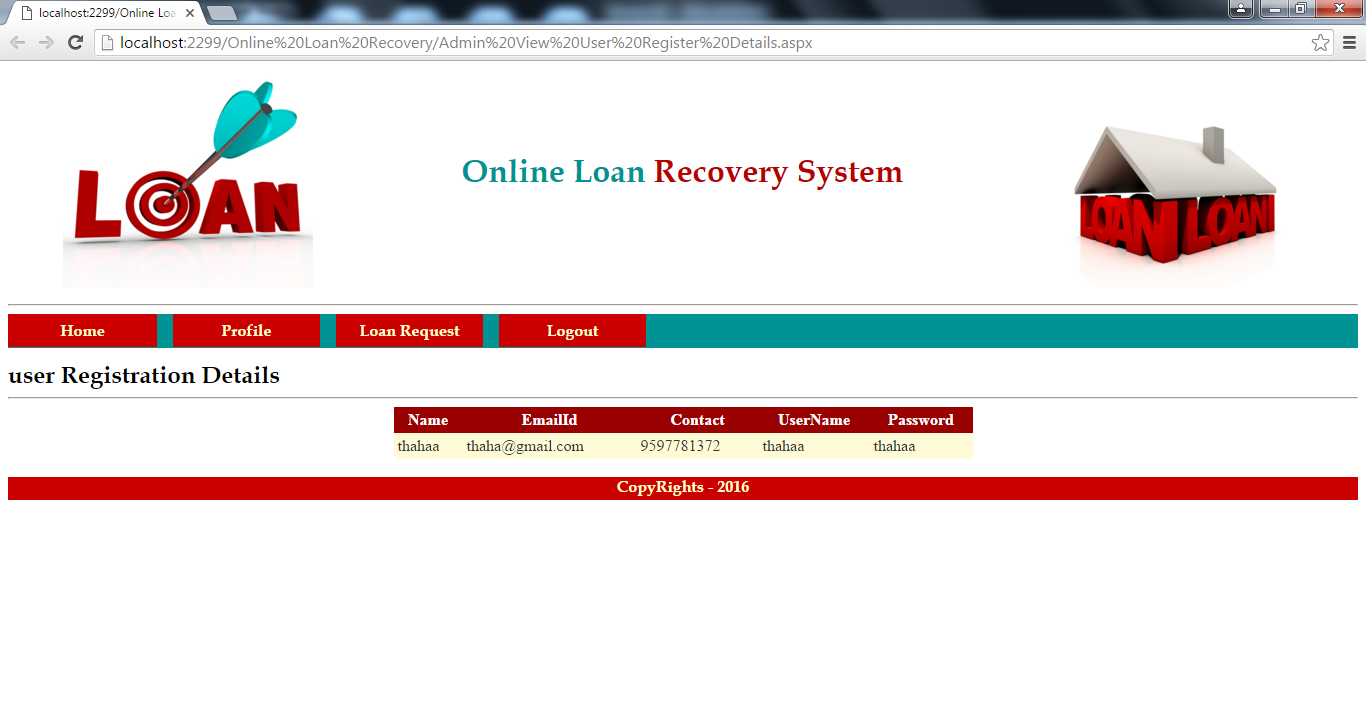 localhost:2299/Online Loa
localhost:2299/Online%20Loan%20Recovery/Admin%20View%20User%20Register%20Details.aspx
LOAN
Online Loan Recovery System
LOAN LOAN
Home Profile Loan Request Logout
user Registration Details
Name EmailId Contact UserName Password
thahaa thaha@gmail.com 9597781372 thahaa thahaa
CopyRights - 2016